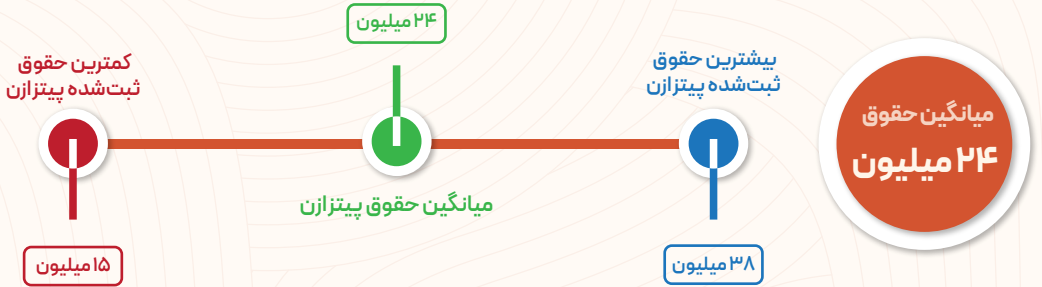 میانگین حقوق
۲۴ میلیون
بیشترین حقوق
ثبت‌شده پیتزازن
۳۸ میلیون
۲۴ میلیون
میانگین حقوق پیتزازن
کمترین حقوق
ثبت‌شده پیتزازن
۱۵ میلیون